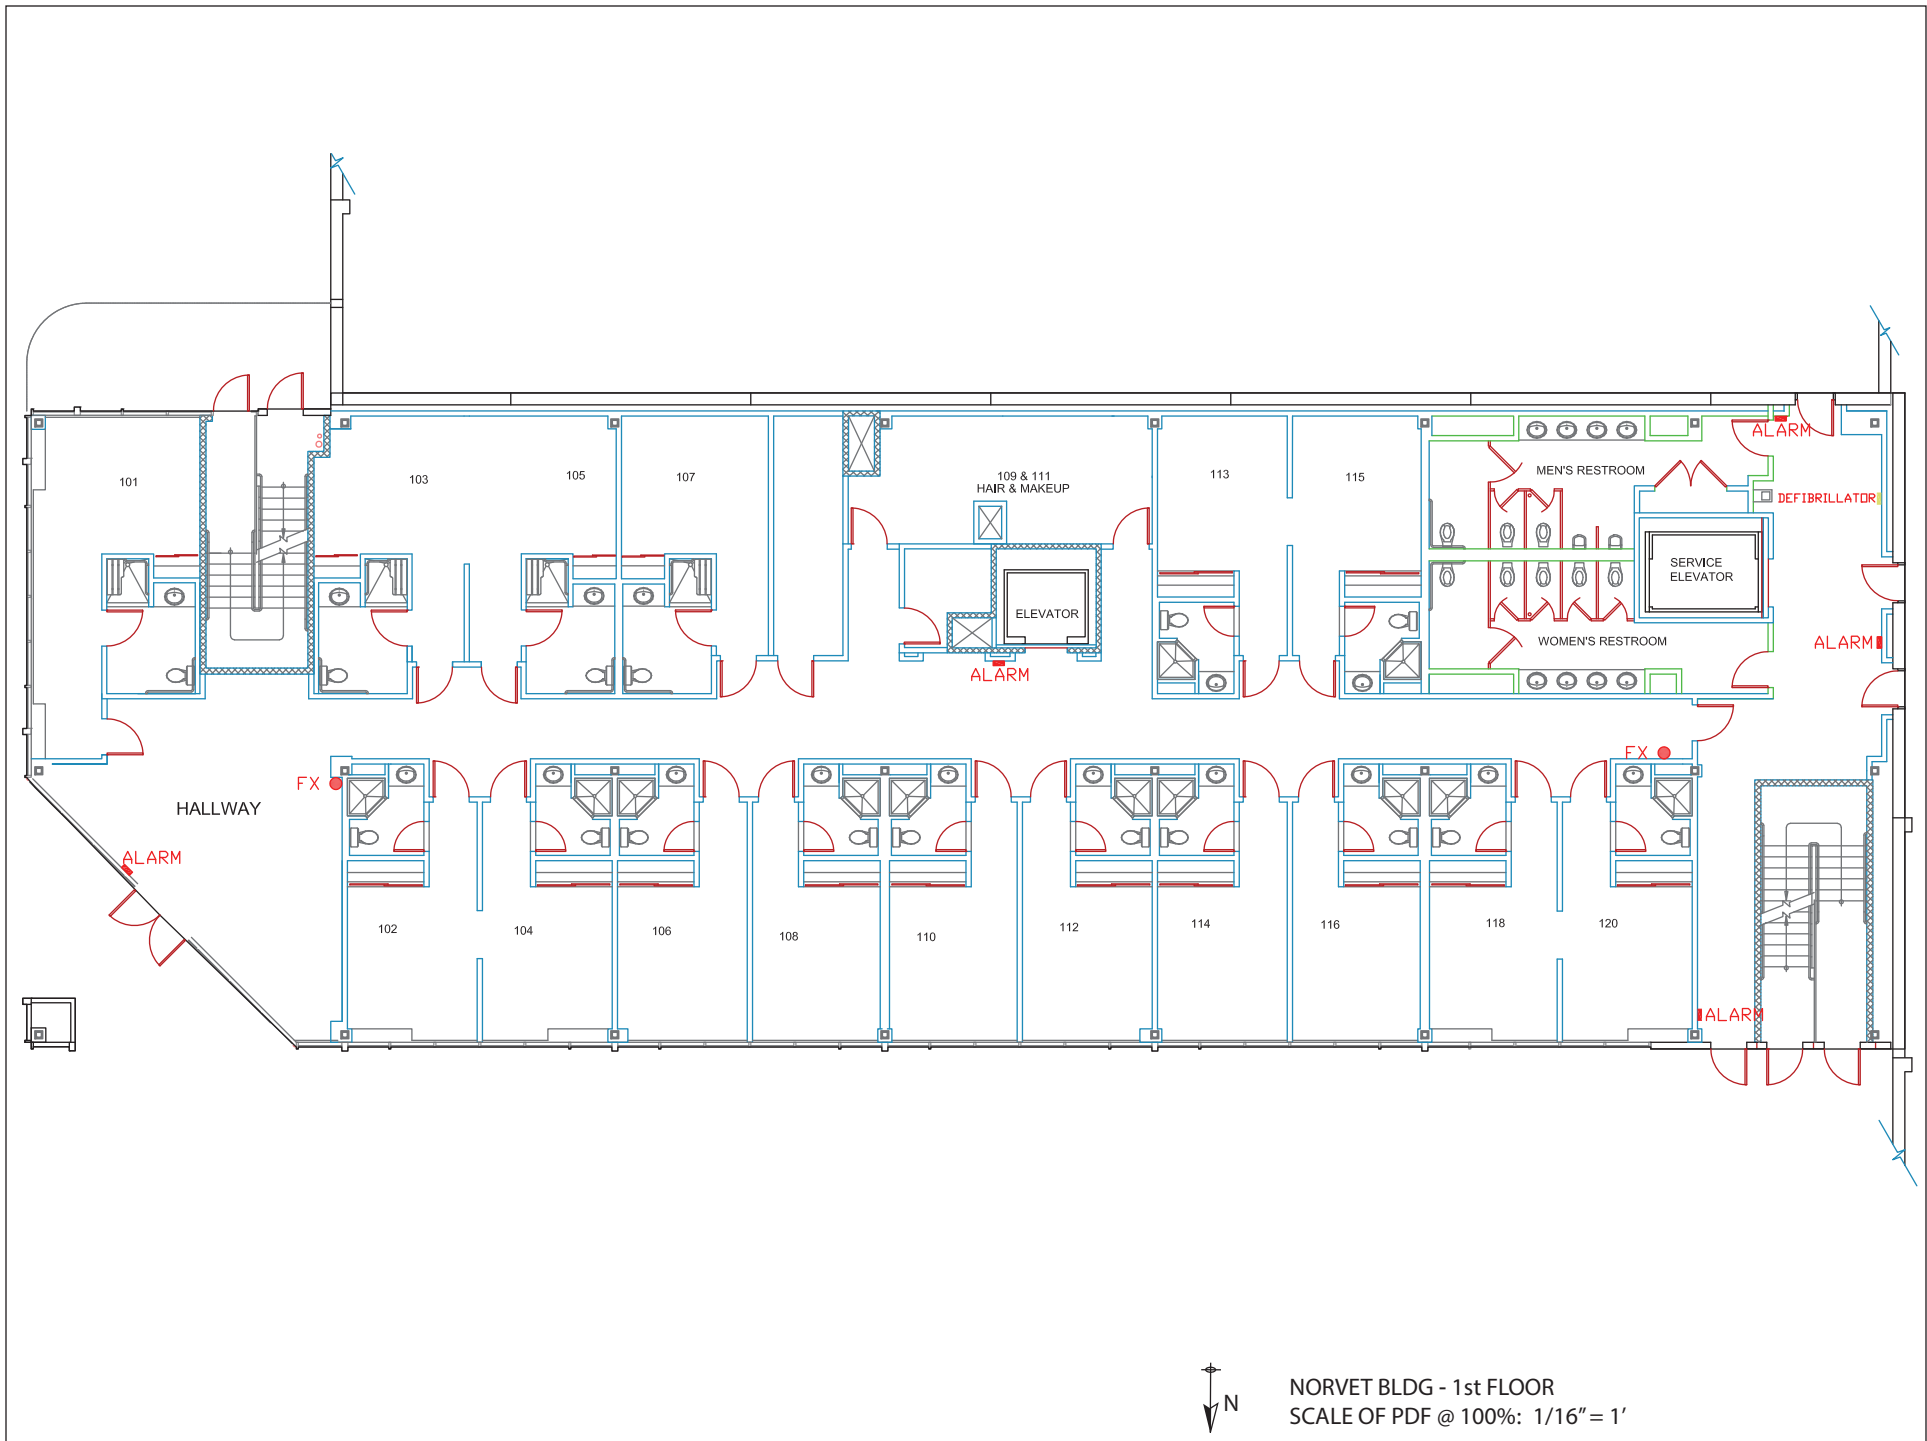 ALARM
101
103
105
107
109 & 111
HAIR & MAKEUP
113
115
MEN'S RESTROOM
DEFIBRILLATOR
SERVICE
ELEVATOR
ELEVATOR
WOMEN'S RESTROOM
ALARM
ALARM
FX
FX
HALLWAY
ALARM
102
104
106
108
110
112
114
116
118
120
ALARM
N
NORVET BLDG - 1st FLOOR
SCALE OF PDF @ 100%: 1/16" = 1'